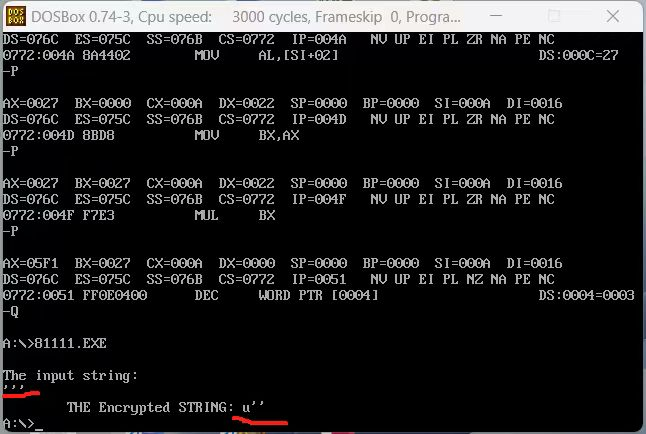 DOSBox 0.74-3, Cpu speed: 3000 cycles, Frameskip 0, Progra...
DS=076C ES=075C SS=076B CS=0772 IP=004A NV UP EI PL ZR NA PE NC
0772:004A 8A4402 MOV AL,[SI+02] DS:000C=27
-P
AX=0027 BX=0000 CX=000A DX=0022 SP=0000 BP=0000 SI=000A DI=0016
DS=076C ES=075C SS=076B CS=0772 IP=004D NV UP EI PL ZR NA PE NC
0772:004D 8BD8 MOV BX,AX
-P
AX=0027 BX=0027 CX=000A DX=0022 SP=0000 BP=0000 SI=000A DI=0016
DS=076C ES=075C SS=076B CS=0772 IP=004F NV UP EI PL ZR NA PE NC
0772:004F F7E3 MUL BX
-P
AX=05F1 BX=0027 CX=000A DX=0000 SP=0000 BP=0000 SI=000A DI=0016
DS=076C ES=075C SS=076B CS=0772 IP=0051 NV UP EI PL NZ NA PE NC
0772:0051 FF0E0400 DEC WORD PTR [0004] DS:0004=0003
-Q
A:\>81111.EXE
The input string:
'''
THE Encrypted STRING: u''
A:\>_